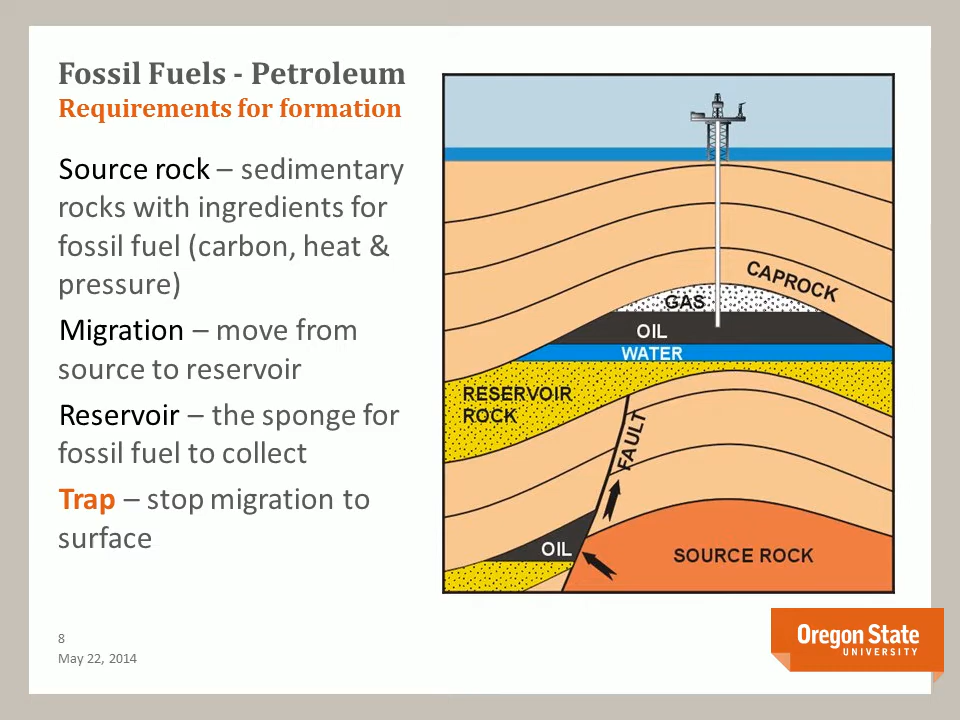 Fossil Fuels - Petroleum
Requirements for formation
Source rock – sedimentary
rocks with ingredients for
fossil fuel (carbon, heat &
pressure)
Migration – move from
source to reservoir
Reservoir – the sponge for
fossil fuel to collect
Trap – stop migration to
surface
CAPROCK
GAS
OIL
WATER
RESERVOIR
ROCK
FAULT
OIL
SOURCE ROCK
8
May 22, 2014
Oregon State
UNIVERSITY